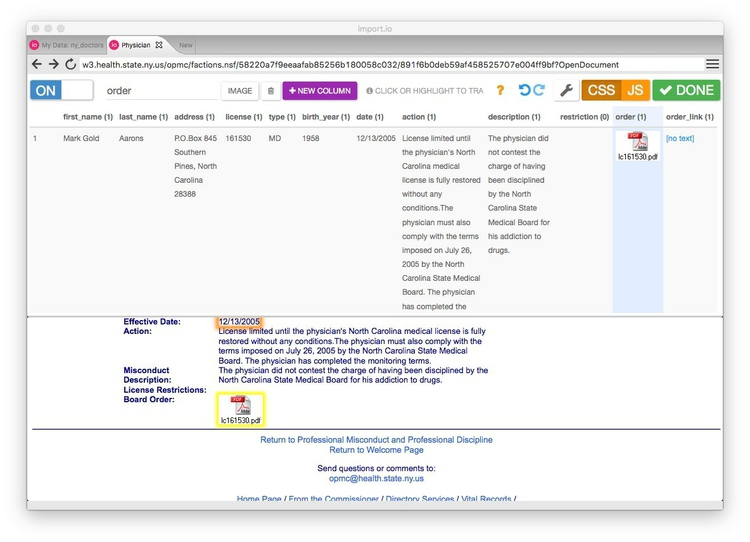 import.io
My Data: ny_doctors
Physician
New
w3.health.state.ny.us/opmc/factions.nsf/58220a7f9eeaafab85256b180058c032/891f6b0deb59af458525707e004ff9bf?OpenDocument
ON
order
IMAGE
+ NEW COLUMN
CLICK OR HIGHLIGHT TO TRA
?
CSS
JS
DONE
first_name (1) last_name (1) address (1) license (1) type (1) birth_year (1) date (1) action (1) description (1) restriction (0) order (1) order_link (1)
1
Mark Gold
Aarons
P.O.Box 845
Southern
Pines, North
Carolina
28388
161530
MD
1958
12/13/2005
License limited until
the physician's North
Carolina medical
license is fully
restored without
any
conditions.The
physician must also
comply with the terms
imposed on July 26,
2005 by the North
Carolina State Medical
Board. The physician
has completed the
The physician did
not contest the
charge of having
been disciplined
by the North
Carolina State
Medical Board for
his addiction to
drugs.
PDF
lc161530.pdf
[no text]
Effective Date: 12/13/2005
Action: License limited until the physician's North Carolina medical license is fully
restored without any conditions.The physician must also comply with the
terms imposed on July 26, 2005 by the North Carolina State Medical
Board. The physician has completed the monitoring terms.
Misconduct The physician did not contest the charge of having been disciplined by the
Description: North Carolina State Medical Board for his addiction to drugs.
License Restrictions:
Board Order:
PDF
lc161530.pdf
Return to Professional Misconduct and Professional Discipline
Return to Welcome Page
Send questions or comments to:
opmc@health.state.ny.us
Home Page / From the Commissioner / Directory Services / Vital Records /